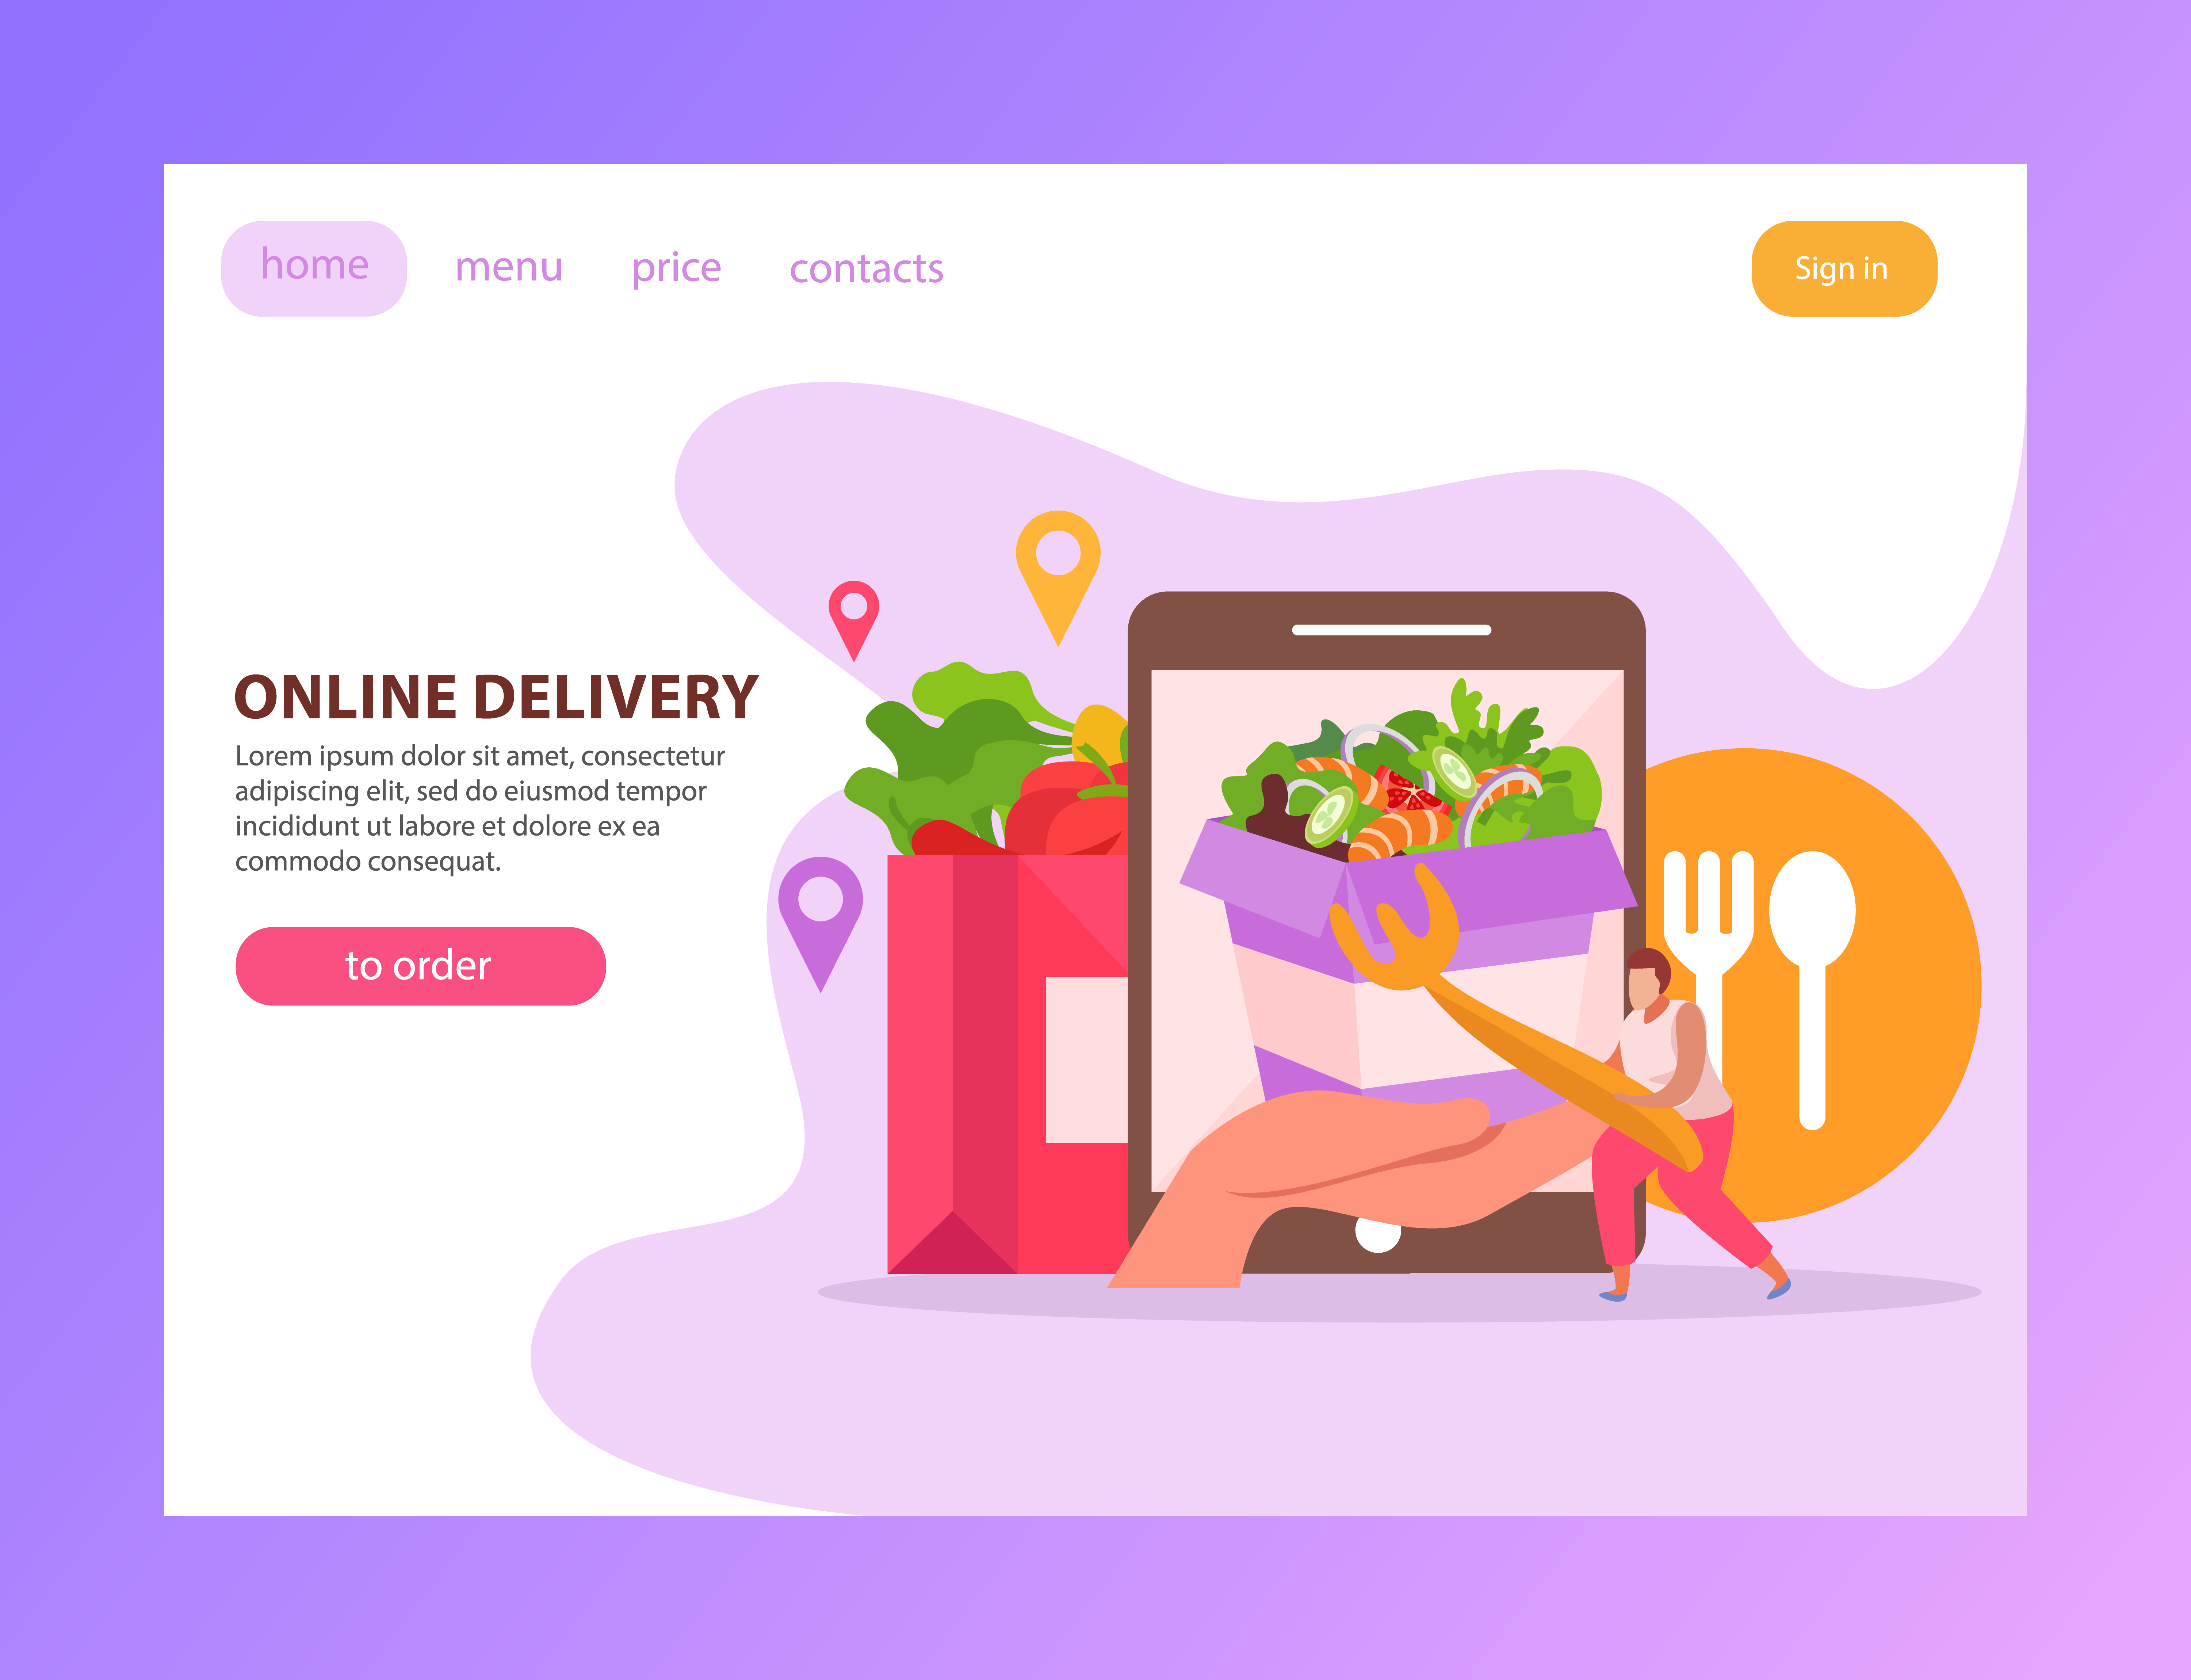 home menu price contacts Sign in
ONLINE DELIVERY
Lorem ipsum dolor sit amet, consectetur
adipiscing elit, sed do eiusmod tempor
incididunt ut labore et dolore ex ea
commodo consequat.
to order